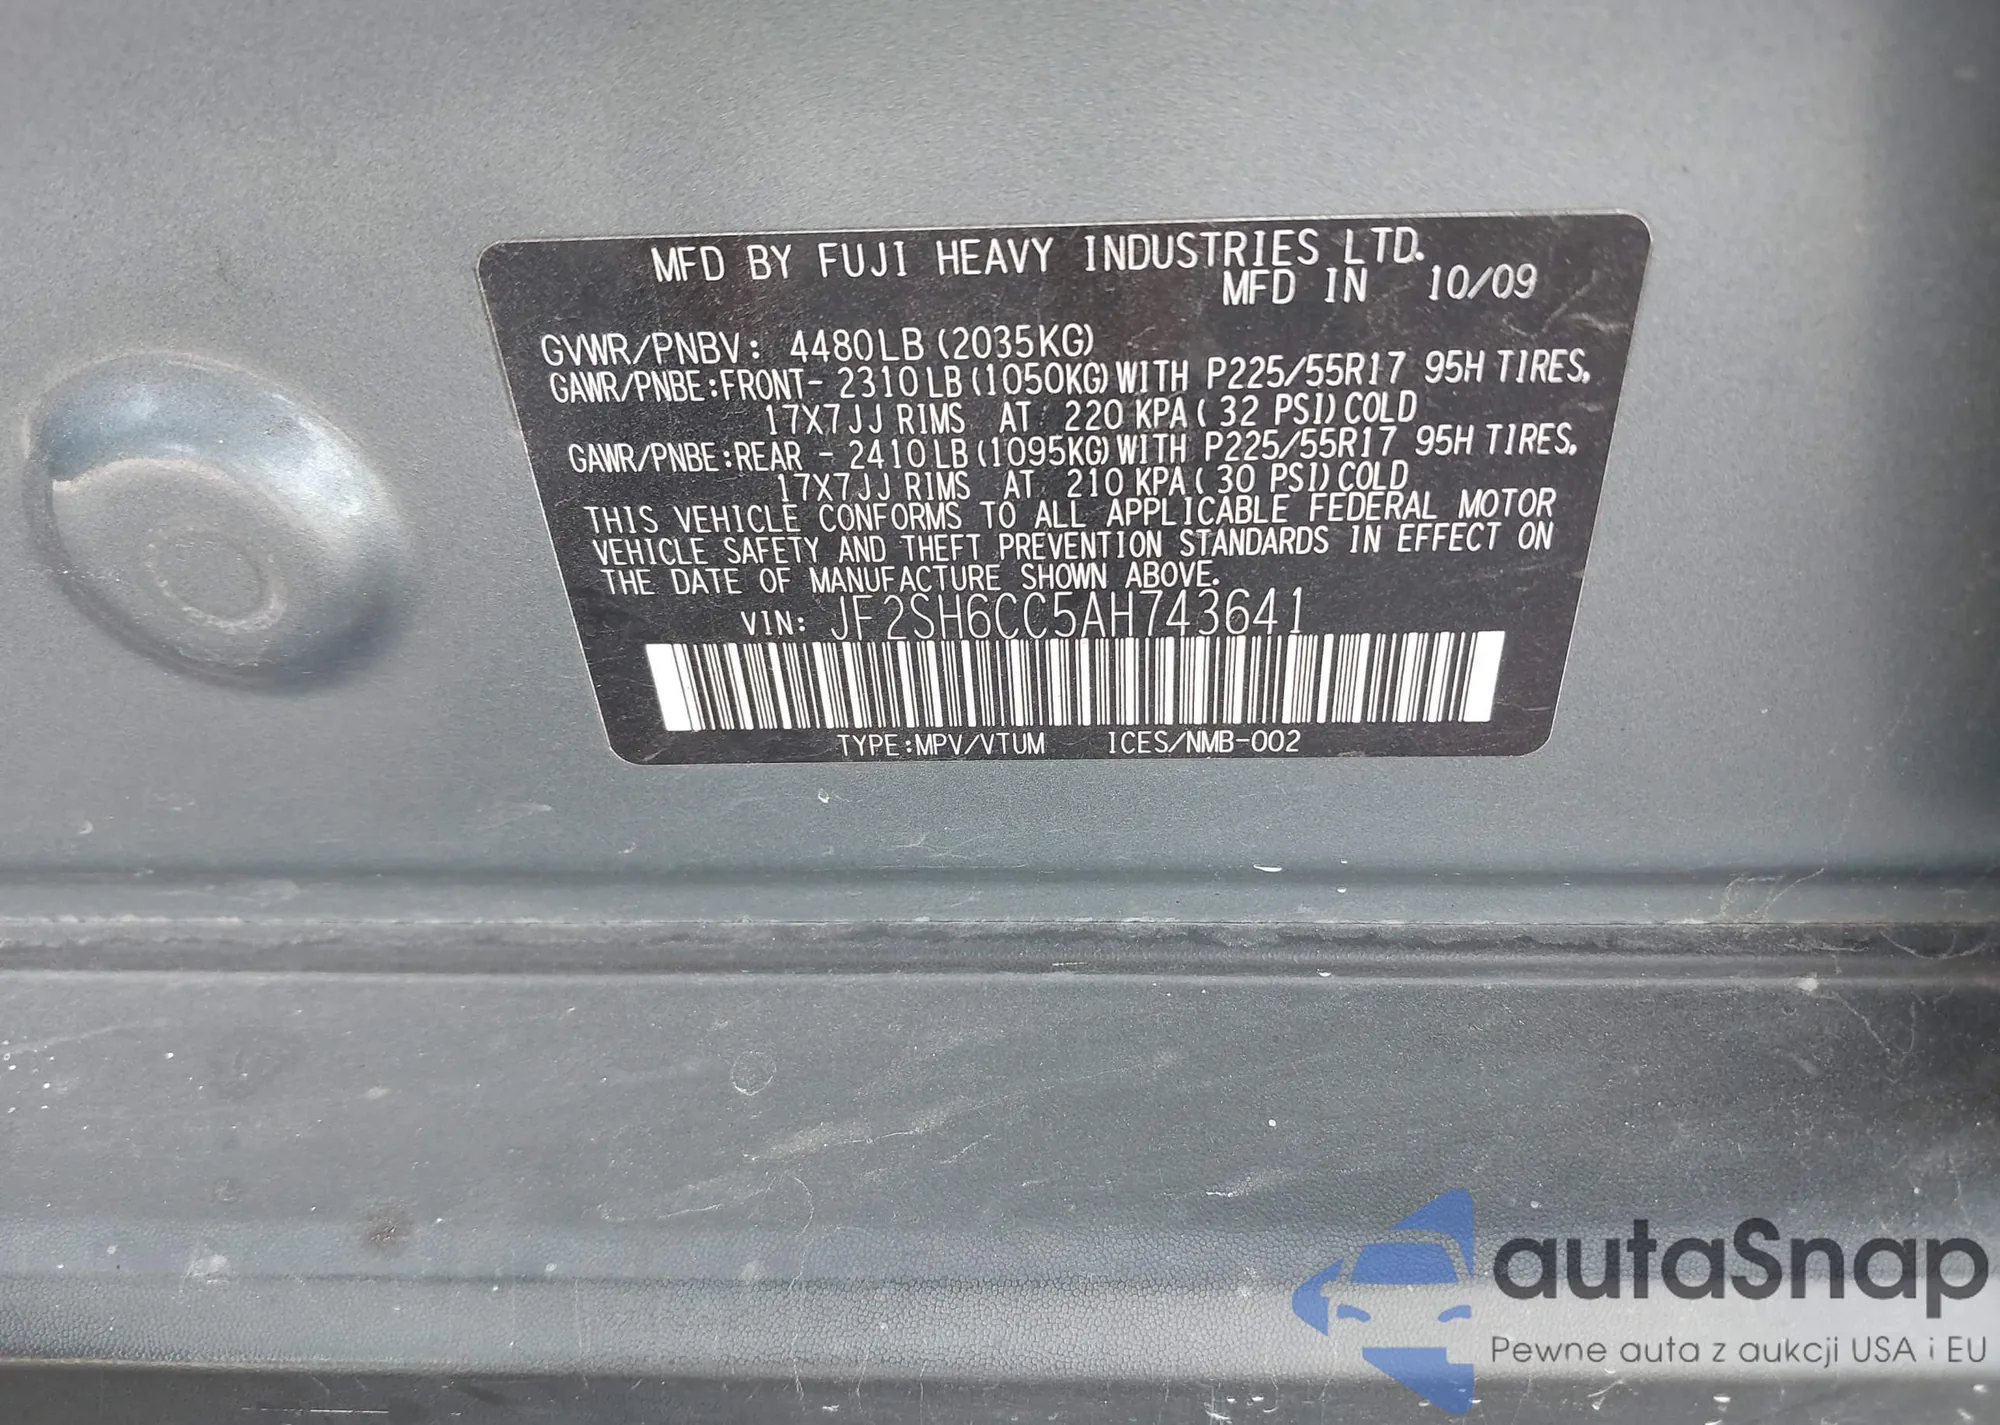 MFD BY FUJI HEAVY INDUSTRIES LTD.
MFD IN 10/09
GVWR/PNBV: 4480LB (2035KG)
GAWR/PNBE:FRONT- 2310LB(1050KG)WITH P225/55R17 95H TIRES,
17X7JJ RIMS AT 220 KPA( 32 PSI)COLD
GAWR/PNBE:REAR - 2410LB(1095KG)WITH P225/55R17 95H TIRES,
17X7JJ RIMS AT 210 KPA( 30 PSI)COLD
THIS VEHICLE CONFORMS TO ALL APPLICABLE FEDERAL MOTOR
VEHICLE SAFETY AND THEFT PREVENTION STANDARDS IN EFFECT ON
THE DATE OF MANUFACTURE SHOWN ABOVE.
VIN: JF2SH6CC5AH743641
TYPE:MPV/VTUM ICES/NMB-002
autaSnap
Pewne auta z aukcji USA i EU